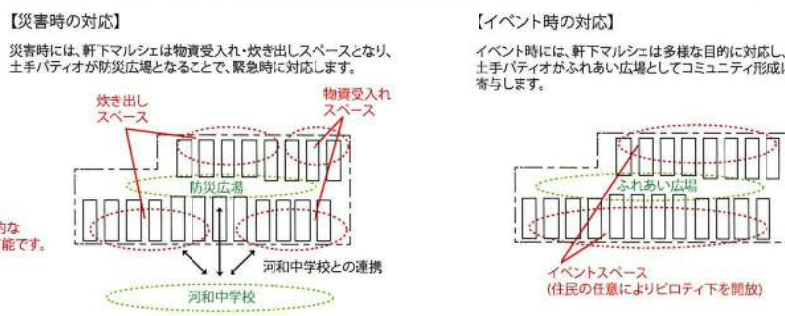 【災害時の対応】
災害時には、軒下マルシェは物資受入れ・炊き出しスペースとなり、
土手パティオが防災広場となることで、緊急時に対応します。
炊き出し
スペース
物資受入れ
スペース
防災広場
的な
能です。
河和中学校との連携
河和中学校
【イベント時の対応】
イベント時には、軒下マルシェは多様な目的に対応し、
土手パティオがふれあい広場としてコミュニティ形成に
寄与します。
ふれあい広場
イベントスペース
(住民の任意によりピロティ下を開放)